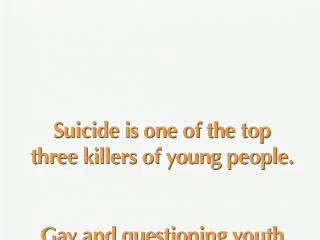 Suicide is one of the top
three killers of young people.
Gay and questioning youth